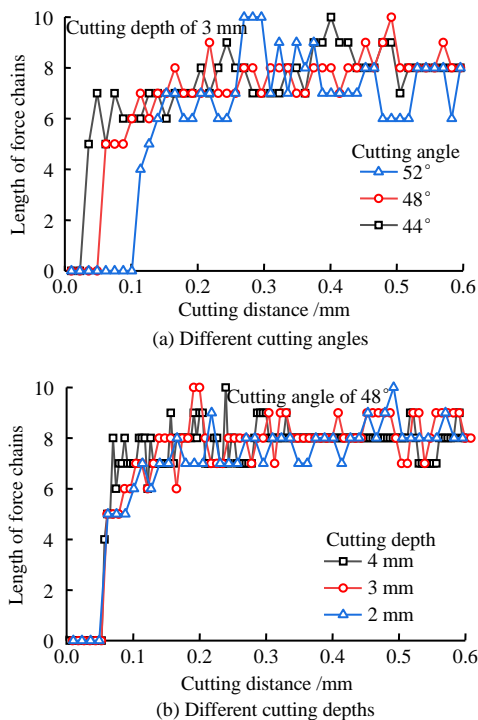 Cutting depth of 3 mm
Length of force chains
10
8
6
4
2
0
Cutting angle
52°
48°
44°
0.0 0.1 0.2 0.3 0.4 0.5 0.6
Cutting distance /mm
(a) Different cutting angles
Cutting angle of 48°
Length of force chains
10
8
6
4
2
0
Cutting depth
4 mm
3 mm
2 mm
0.0 0.1 0.2 0.3 0.4 0.5 0.6
Cutting distance /mm
(b) Different cutting depths